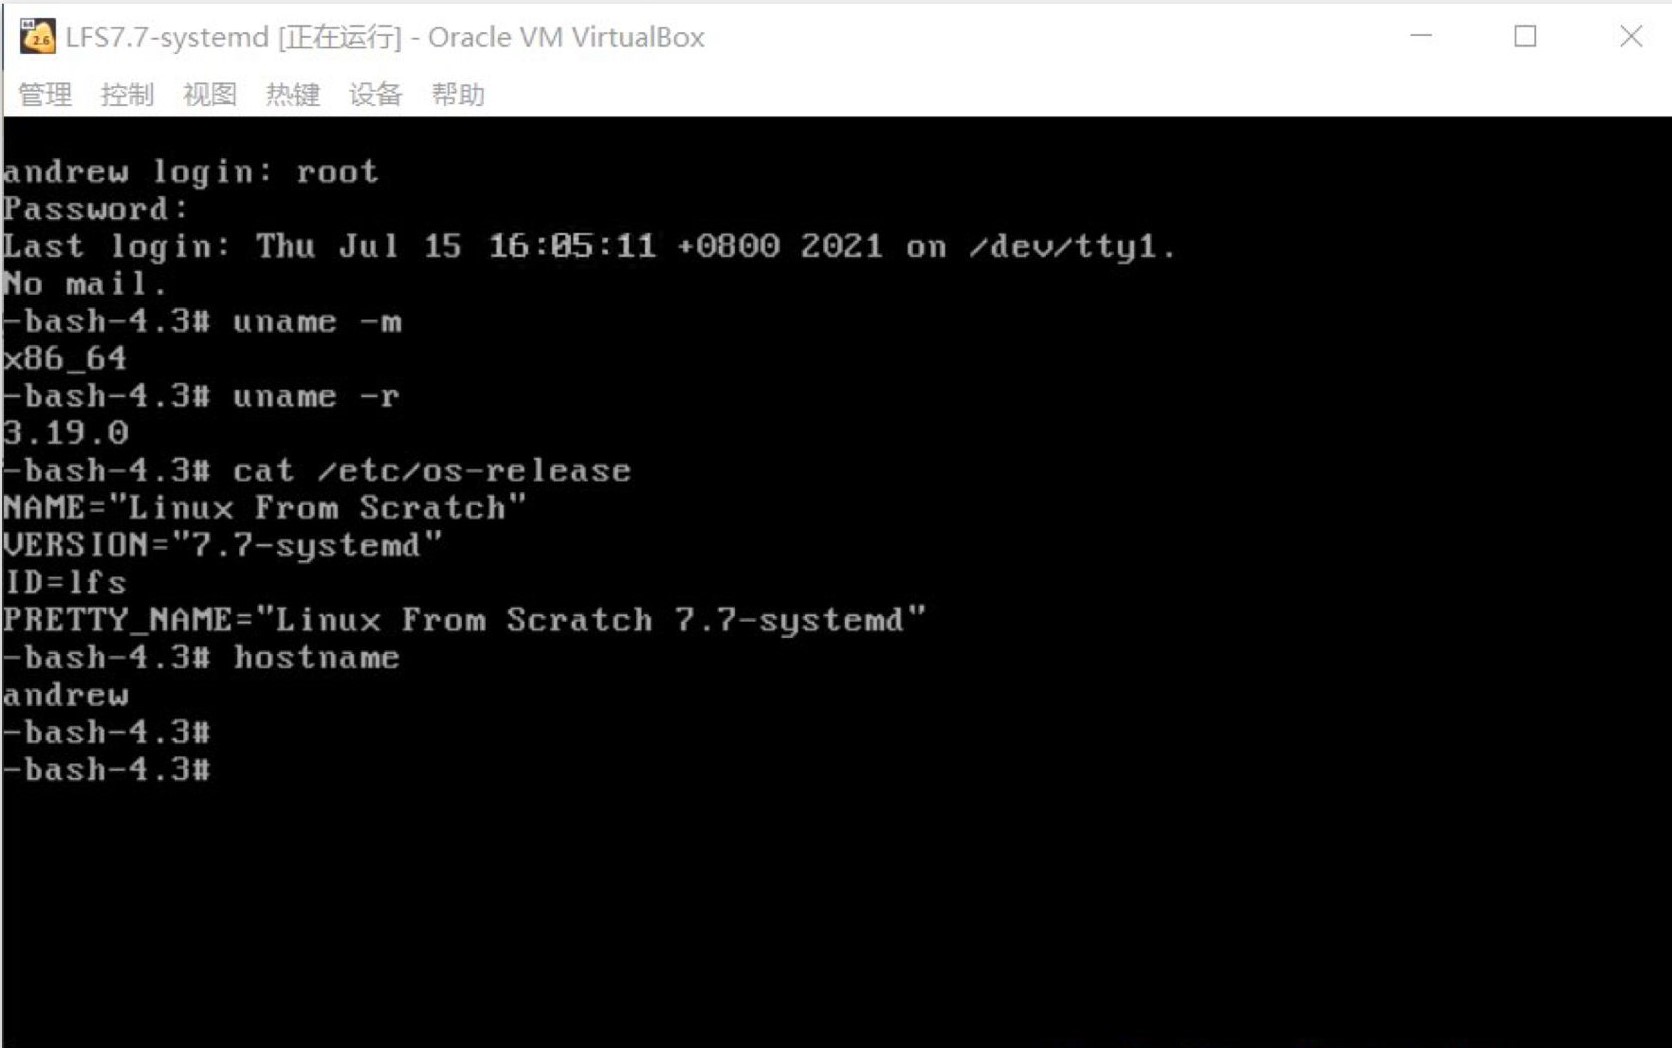 LFS7.7-systemd [正在运行] - Oracle VM VirtualBox
管理 控制 视图 热键 设备 帮助
andrew login: root
Password:
Last login: Thu Jul 15 16:05:11 +0800 2021 on /dev/tty1.
No mail.
-bash-4.3# uname -m
x86_64
-bash-4.3# uname -r
3.19.0
-bash-4.3# cat /etc/os-release
NAME="Linux From Scratch"
VERSION="7.7-systemd"
ID=lfs
PRETTY_NAME="Linux From Scratch 7.7-systemd"
-bash-4.3# hostname
andrew
-bash-4.3#
-bash-4.3#